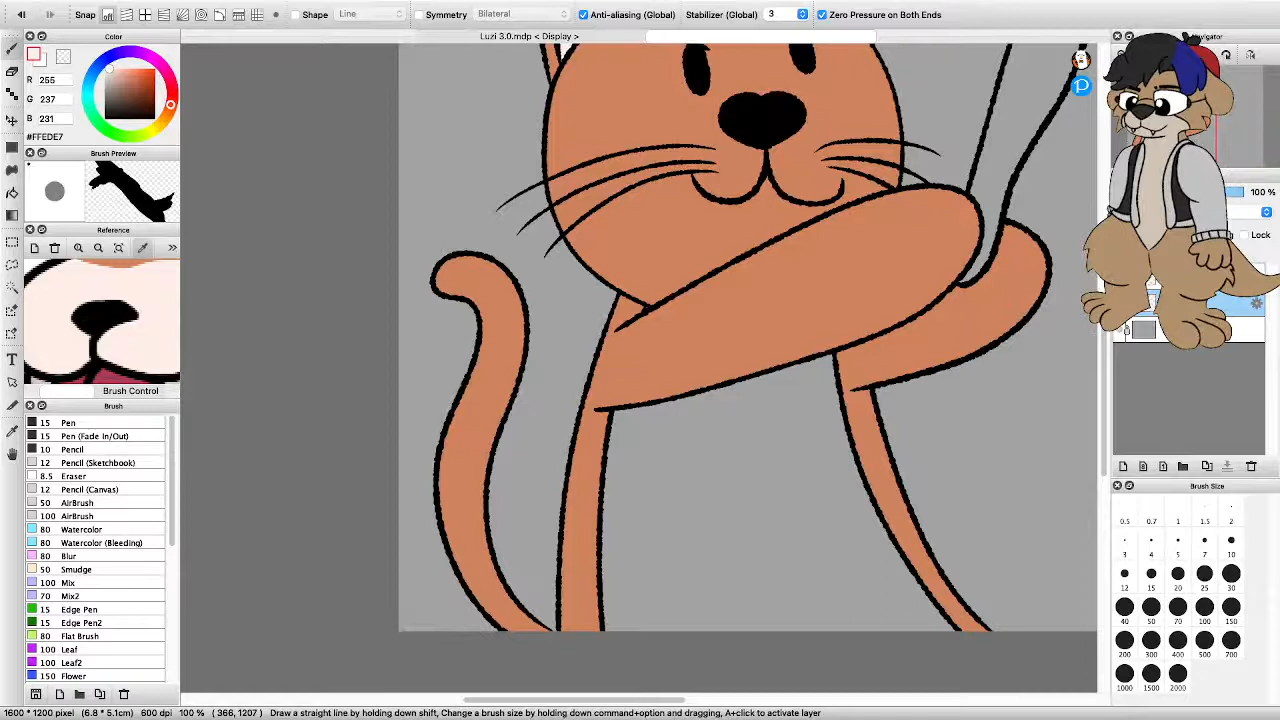 Snap Shape Line Symmetry Bilateral Anti-aliasing (Global) Stabilizer (Global) 3 Zero Pressure on Both Ends
Color
Luzi 3.0.mdp < Display >
R 255
G 237
B 231
#FFEDE7
Brush Preview
Reference
Brush Control
Brush
15 Pen
15 Pen (Fade In/Out)
10 Pencil
12 Pencil (Sketchbook)
8.5 Eraser
12 Pencil (Canvas)
50 AirBrush
100 AirBrush
80 Watercolor
80 Watercolor (Bleeding)
80 Blur
50 Smudge
100 Mix
70 Mix2
15 Edge Pen
15 Edge Pen2
80 Flat Brush
100 Leaf
100 Leaf2
150 Flower
100 %
Lock
Brush Size
0.5 0.7 1 1.5 2
3 4 5 7 10
12 15 20 25 30
40 50 70 100 150
200 300 400 500 700
1000 1500 2000
1600 * 1200 pixel (6.8 * 5.1cm) 600 dpi 100 % ( 366, 1207 ) Draw a straight line by holding down shift, Change a brush size by holding down command+option and dragging, A+click to activate layer